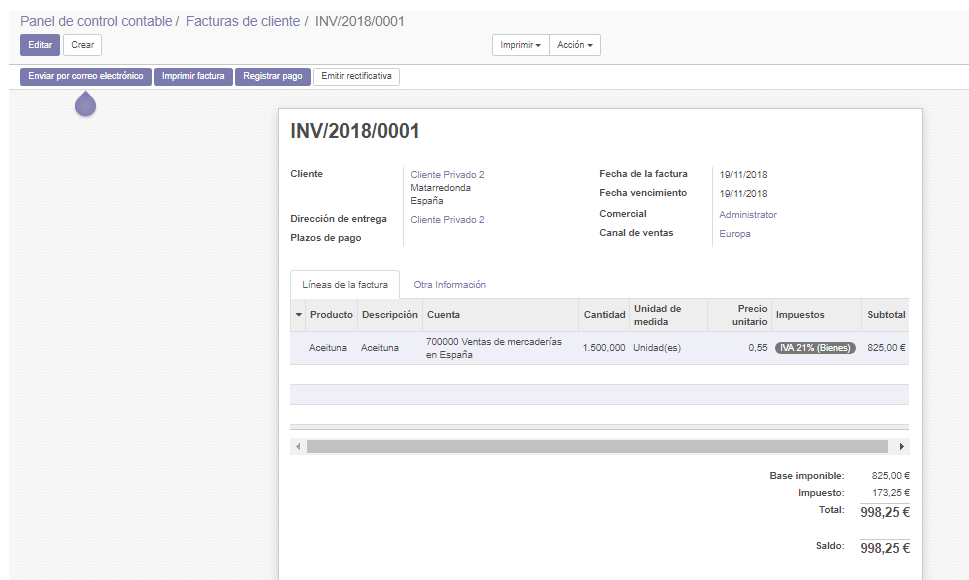 Panel de control contable / Facturas de cliente / INV/2018/0001
Editar Crear Imprimir Acción
Enviar por correo electrónico Imprimir factura Registrar pago Emitir rectificativa
INV/2018/0001
Cliente Cliente Privado 2
Matarredonda
España
Dirección de entrega Cliente Privado 2
Plazos de pago
Fecha de la factura 19/11/2018
Fecha vencimiento 19/11/2018
Comercial Administrator
Canal de ventas Europa
Líneas de la factura Otra Información
Producto Descripción Cuenta Cantidad Unidad de medida Precio unitario Impuestos Subtotal
Aceituna Aceituna 700000 Ventas de mercaderías en España 1.500,000 Unidad(es) 0,55 IVA 21% (Bienes) 825,00 €
Base imponible: 825,00 €
Impuesto: 173,25 €
Total: 998,25 €
Saldo: 998,25 €